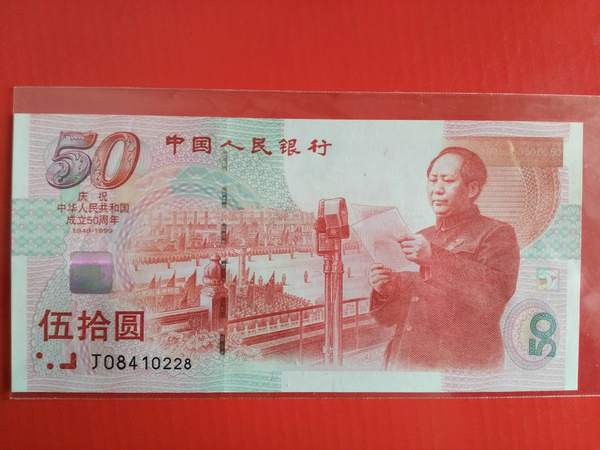 50
中国人民银行
庆祝
中华人民共和国
成立50周年
1949-1999
伍拾圆
J08410228
50